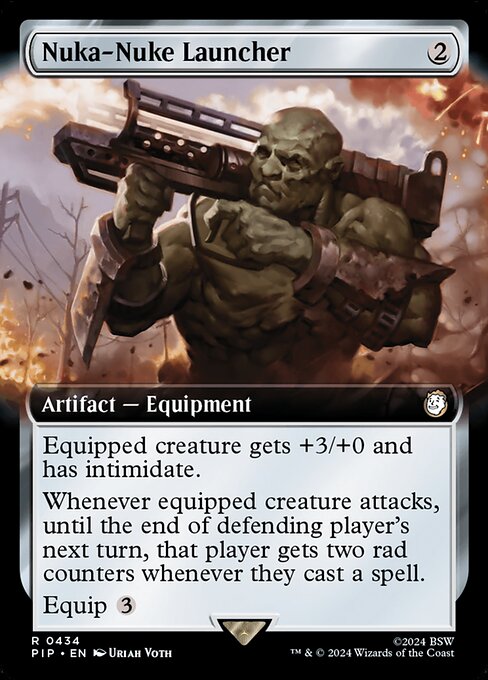 Nuka-Nuke Launcher 2
Artifact — Equipment
Equipped creature gets +3/+0 and
has intimidate.
Whenever equipped creature attacks,
until the end of defending player's
next turn, that player gets two rad
counters whenever they cast a spell.
Equip 3
R 0434
PIP • EN Uriah Voth
©2024 BSW
™ & © 2024 Wizards of the Coast